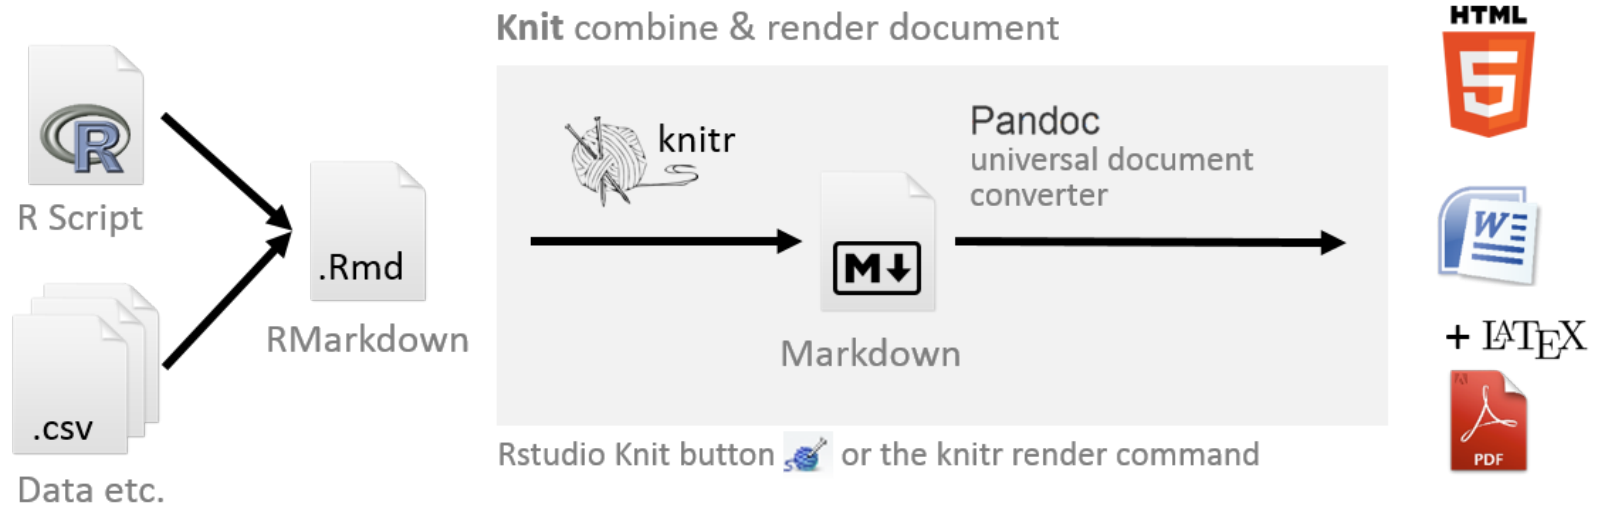 Knit combine & render document
HTML
5
R
R Script
.csv
Data etc.
.Rmd
RMarkdown
knitr
M
Markdown
Pandoc
universal document
converter
Rstudio Knit button or the knitr render command
W
+ LATEX
PDF